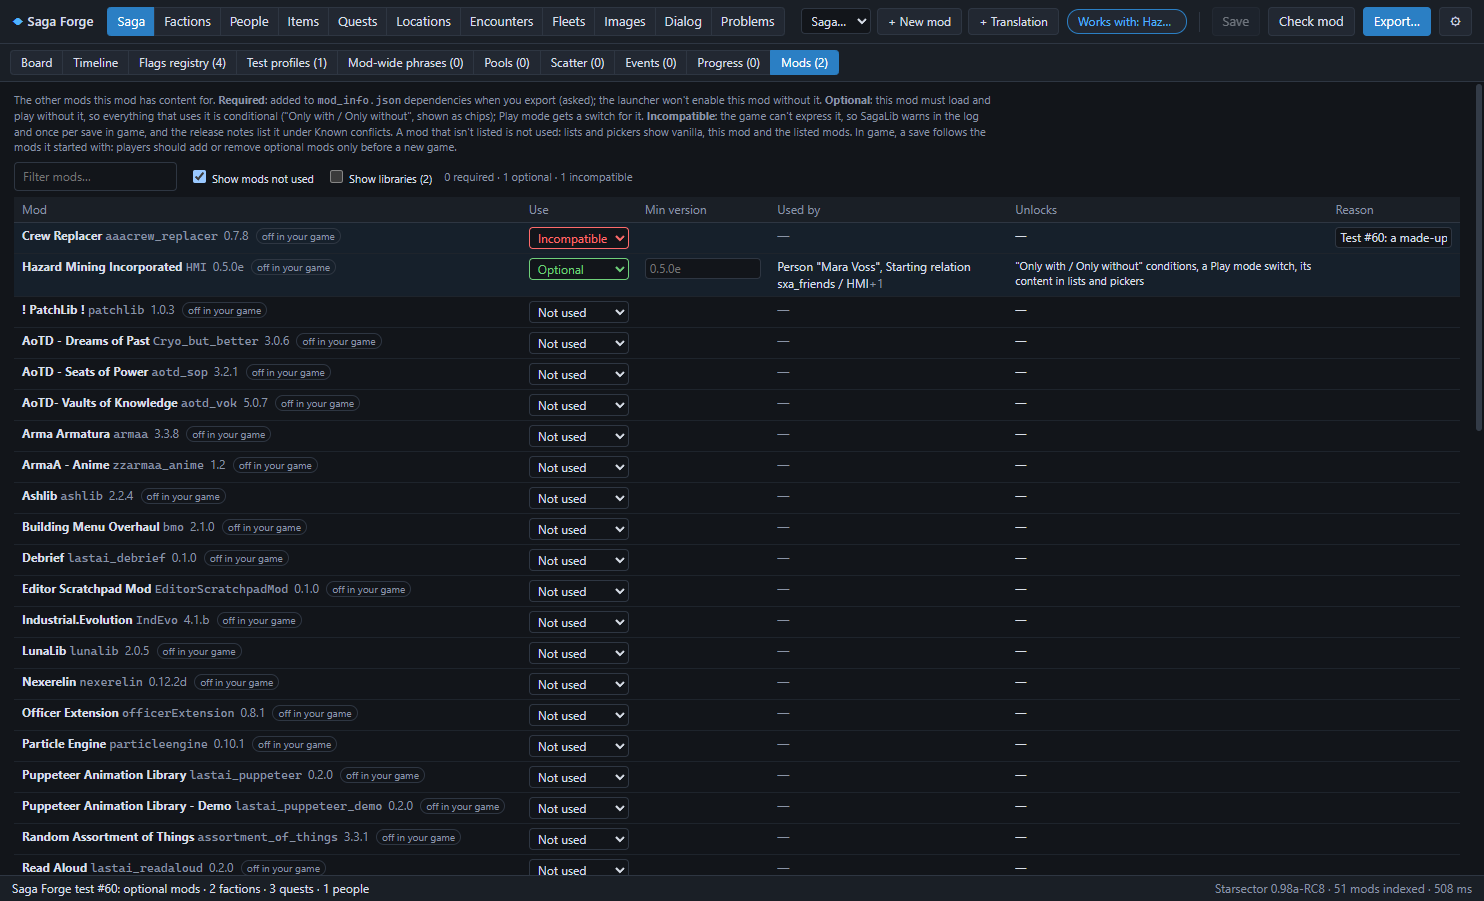 Saga Forge Saga Factions People Items Quests Locations Encounters Fleets Images Dialog Problems Saga... + New mod + Translation Works with: Haz... Save Check mod Export...
Board Timeline Flags registry (4) Test profiles (1) Mod-wide phrases (0) Pools (0) Scatter (0) Events (0) Progress (0) Mods (2)
The other mods this mod has content for. Required: added to mod_info.json dependencies when you export (asked); the launcher won't enable this mod without it. Optional: this mod must load and
play without it, so everything that uses it is conditional ("Only with / Only without", shown as chips); Play mode gets a switch for it. Incompatible: the game can't express it, so SagaLib warns in the log
and once per save in game, and the release notes list it under Known conflicts. A mod that isn't listed is not used: lists and pickers show vanilla, this mod and the listed mods. In game, a save follows the
mods it started with: players should add or remove optional mods only before a new game.
Filter mods... Show mods not used Show libraries (2) 0 required · 1 optional · 1 incompatible
Mod Use Min version Used by Unlocks Reason
Crew Replacer aaacrew_replacer 0.7.8 off in your game Incompatible — — Test #60: a made-up
Hazard Mining Incorporated HMI 0.5.0e off in your game Optional 0.5.0e Person "Mara Voss", Starting relation "Only with / Only without" conditions, a Play mode switch, its
sxa_friends / HMI+1 content in lists and pickers
! PatchLib ! patchlib 1.0.3 off in your game Not used — —
AoTD - Dreams of Past Cryo_but_better 3.0.6 off in your game Not used — —
AoTD - Seats of Power aotd_sop 3.2.1 off in your game Not used — —
AoTD- Vaults of Knowledge aotd_vok 5.0.7 off in your game Not used — —
Arma Armatura armaa 3.3.8 off in your game Not used — —
ArmaA - Anime zzarmaa_anime 1.2 off in your game Not used — —
Ashlib ashlib 2.2.4 off in your game Not used — —
Building Menu Overhaul bmo 2.1.0 off in your game Not used — —
Debrief lastai_debrief 0.1.0 off in your game Not used — —
Editor Scratchpad Mod EditorScratchpadMod 0.1.0 off in your game Not used — —
Industrial.Evolution IndEvo 4.1.b off in your game Not used — —
LunaLib lunalib 2.0.5 off in your game Not used — —
Nexerelin nexerelin 0.12.2d off in your game Not used — —
Officer Extension officerExtension 0.8.1 off in your game Not used — —
Particle Engine particleengine 0.10.1 off in your game Not used — —
Puppeteer Animation Library lastai_puppeteer 0.2.0 off in your game Not used — —
Puppeteer Animation Library - Demo lastai_puppeteer_demo 0.2.0 off in your game Not used — —
Random Assortment of Things assortment_of_things 3.3.1 off in your game Not used — —
Read Aloud lastai_readaloud 0.2.0 off in your game Not used — —
Saga Forge test #60: optional mods · 2 factions · 3 quests · 1 people Starsector 0.98a-RC8 · 51 mods indexed · 508 ms